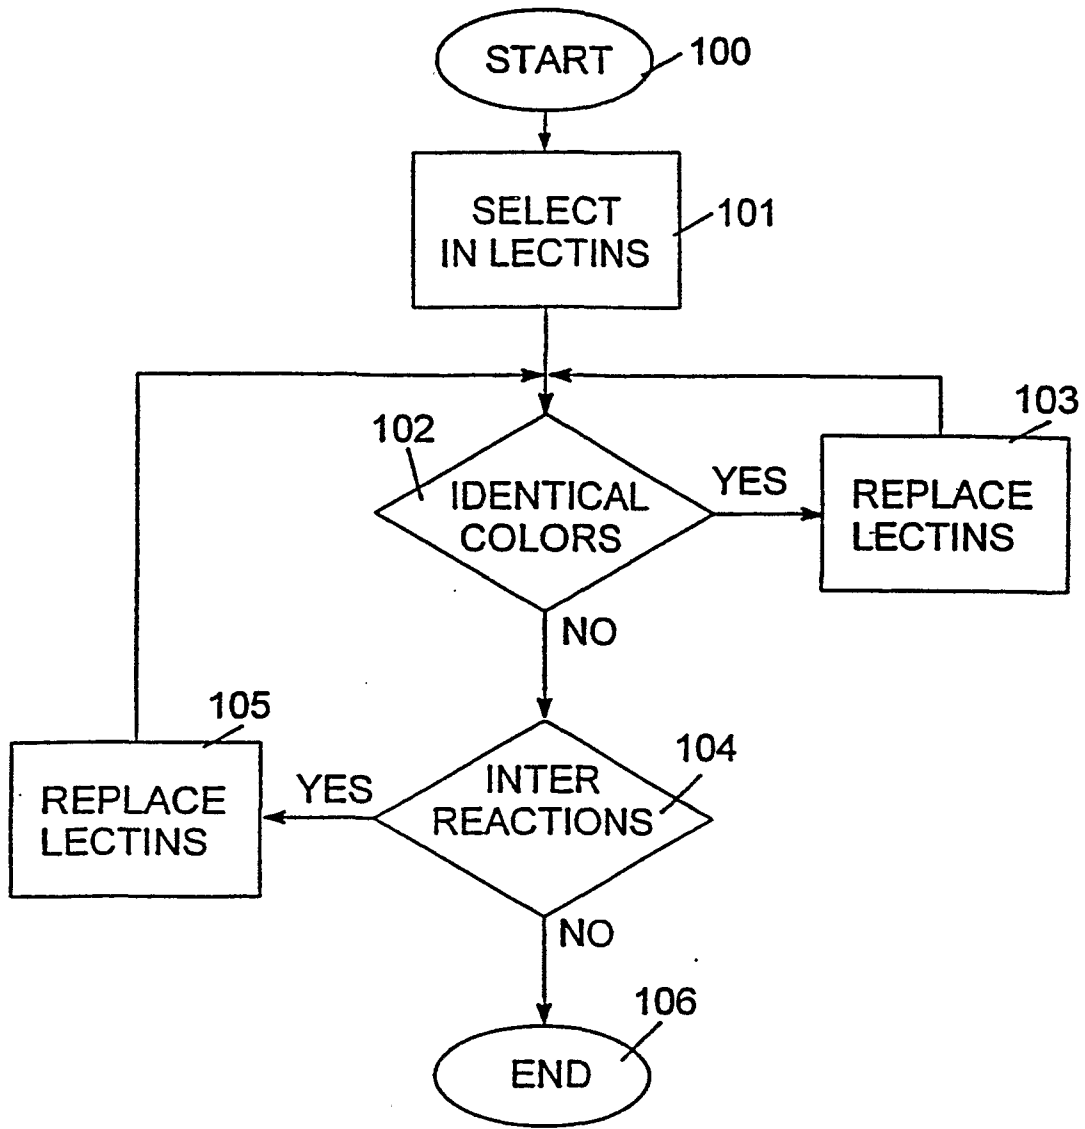 START
100
SELECT
IN LECTINS
101
102
IDENTICAL
COLORS
YES
103
REPLACE
LECTINS
NO
105
REPLACE
LECTINS
YES
INTER
REACTIONS
104
NO
106
END